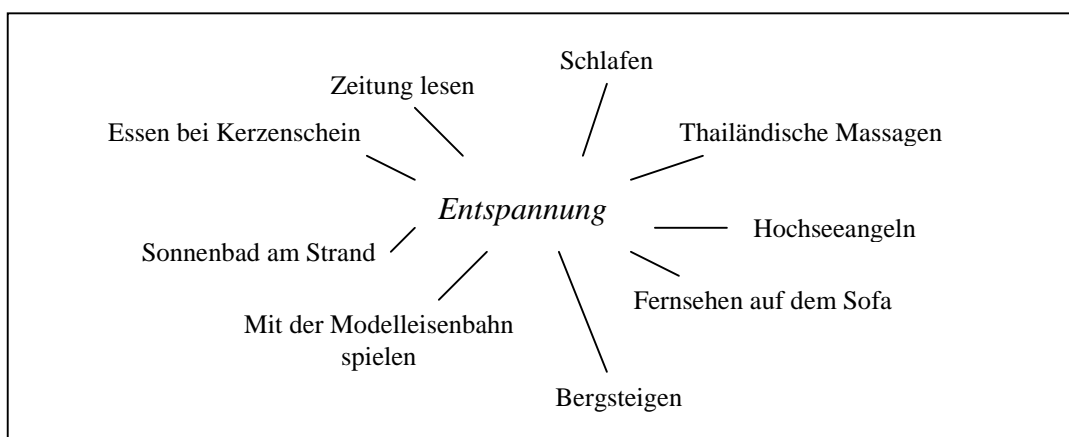 Schlafen
Zeitung lesen
Essen bei Kerzenschein
Thailändische Massagen
Entspannung
Hochseeangeln
Sonnenbad am Strand
Fernsehen auf dem Sofa
Mit der Modelleisenbahn
spielen
Bergsteigen